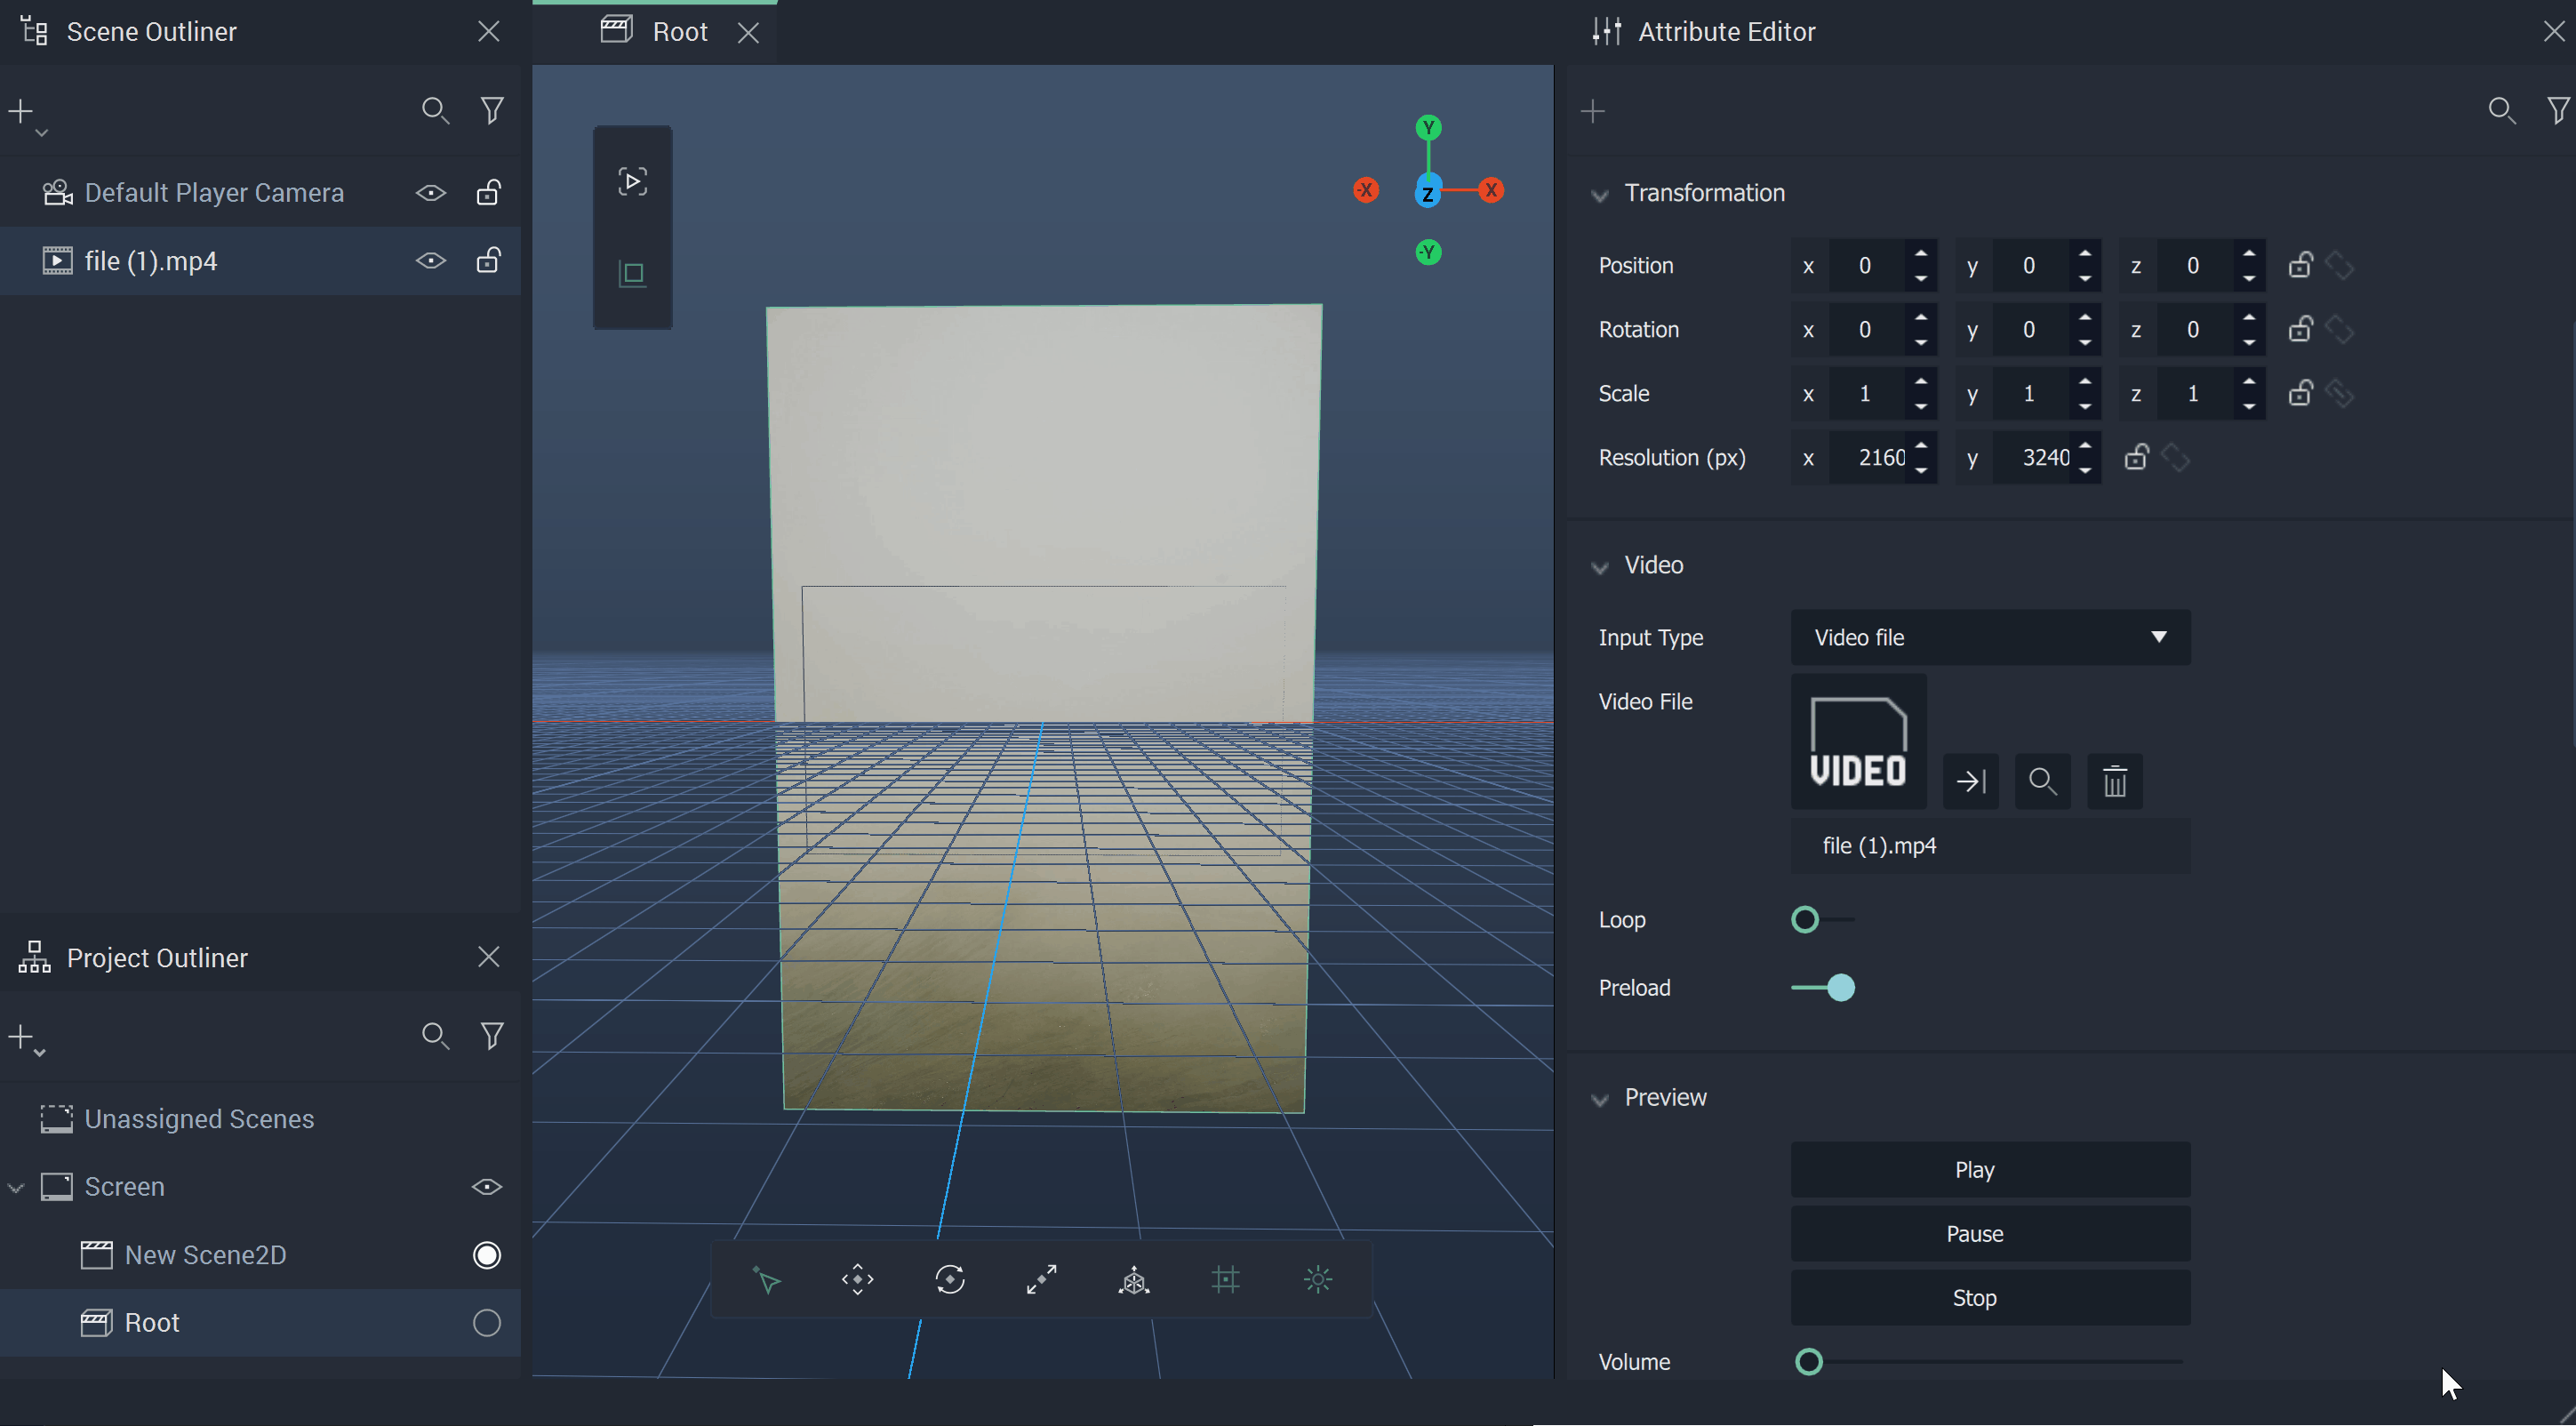 Scene Outliner
Default Player Camera
file (1).mp4
Project Outliner
Unassigned Scenes
Screen
New Scene2D
Root
Root
Y
-X
Z
X
-Y
Attribute Editor
Transformation
Position x 0 y 0 z 0
Rotation x 0 y 0 z 0
Scale x 1 y 1 z 1
Resolution (px) x 2160 y 3240
Video
Input Type Video file
Video File
VIDEO
file (1).mp4
Loop
Preload
Preview
Play
Pause
Stop
Volume